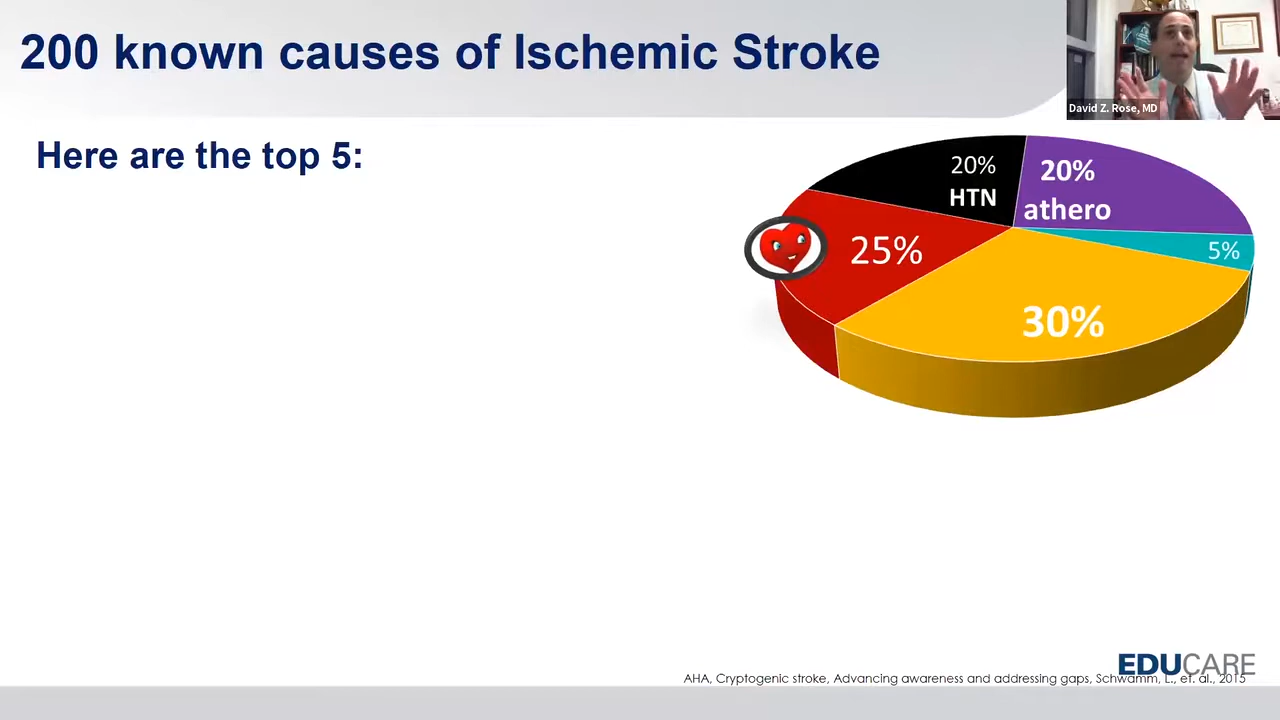 200 known causes of Ischemic Stroke
David Z. Rose, MD
Here are the top 5:
20%
HTN
20%
athero
25%
5%
30%
EDUCARE
AHA, Cryptogenic stroke, Advancing awareness and addressing gaps, Schwamm, L., et. al., 2015